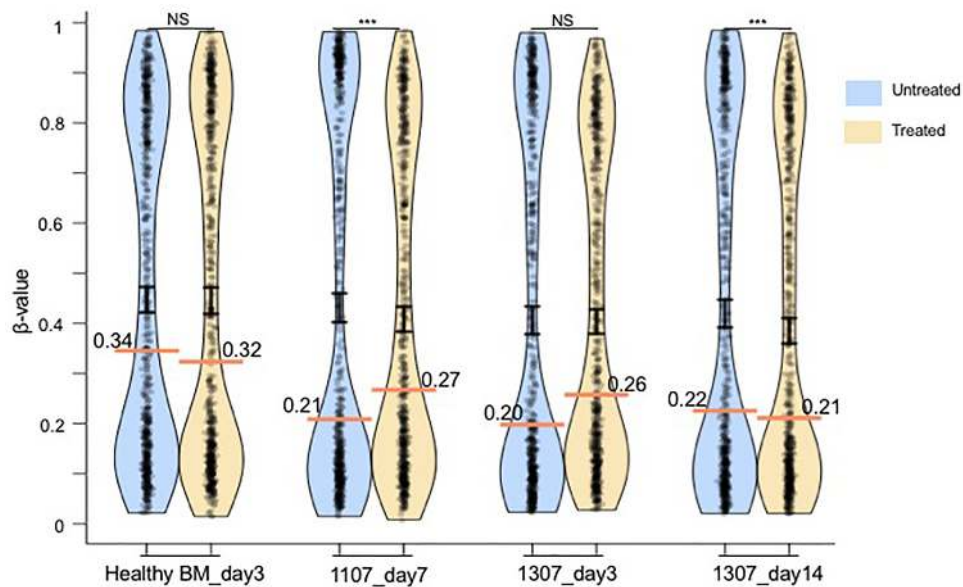 NS
***
NS
***
1
0.8
0.6
0.4
0.2
0
β-value
0.34
0.32
0.21
0.27
0.20
0.26
0.22
0.21
Untreated
Treated
Healthy BM_day3
1107_day7
1307_day3
1307_day14